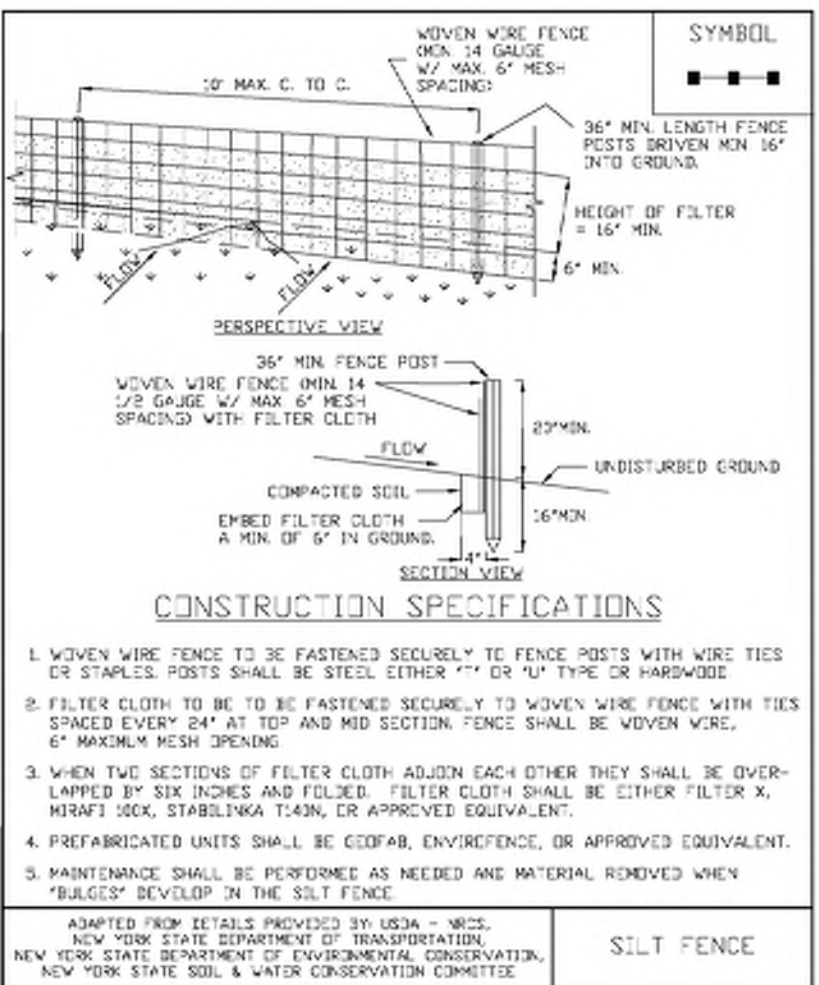 WOVEN WIRE FENCE
(MIN. 14 GAUGE
W/ MAX. 6" MESH
SPACING)
SYMBOL
10' MAX. C. TO C.
36" MIN. LENGTH FENCE
POSTS DRIVEN MIN 16"
INTO GROUND.
HEIGHT OF FILTER
= 16" MIN.
6" MIN.
FLOW
FLOW
PERSPECTIVE VIEW
36" MIN. FENCE POST
WOVEN WIRE FENCE (MIN. 14
1/2 GAUGE W/ MAX. 6" MESH
SPACING) WITH FILTER CLOTH
20"MIN.
FLOW
UNDISTURBED GROUND
COMPACTED SOIL
EMBED FILTER CLOTH
A MIN. OF 6" IN GROUND.
16"MIN.
4"
SECTION VIEW
CONSTRUCTION SPECIFICATIONS
1. WOVEN WIRE FENCE TO BE FASTENED SECURELY TO FENCE POSTS WITH WIRE TIES
OR STAPLES. POSTS SHALL BE STEEL EITHER "T" OR "U" TYPE OR HARDWOOD.
2. FILTER CLOTH TO BE TO BE FASTENED SECURELY TO WOVEN WIRE FENCE WITH TIES
SPACED EVERY 24" AT TOP AND MID SECTION. FENCE SHALL BE WOVEN WIRE,
6" MAXIMUM MESH OPENING.
3. WHEN TWO SECTIONS OF FILTER CLOTH ADJOIN EACH OTHER THEY SHALL BE OVER-
LAPPED BY SIX INCHES AND FOLDED. FILTER CLOTH SHALL BE EITHER FILTER X,
MIRAFI 100X, STABILINKA T140N, OR APPROVED EQUIVALENT.
4. PREFABRICATED UNITS SHALL BE GEOFAB, ENVIROFENCE, OR APPROVED EQUIVALENT.
5. MAINTENANCE SHALL BE PERFORMED AS NEEDED AND MATERIAL REMOVED WHEN
"BULGES" DEVELOP IN THE SILT FENCE.
ADAPTED FROM DETAILS PROVIDED BY: USDA - NRCS,
NEW YORK STATE DEPARTMENT OF TRANSPORTATION,
NEW YORK STATE DEPARTMENT OF ENVIRONMENTAL CONSERVATION,
NEW YORK STATE SOIL & WATER CONSERVATION COMMITTEE
SILT FENCE